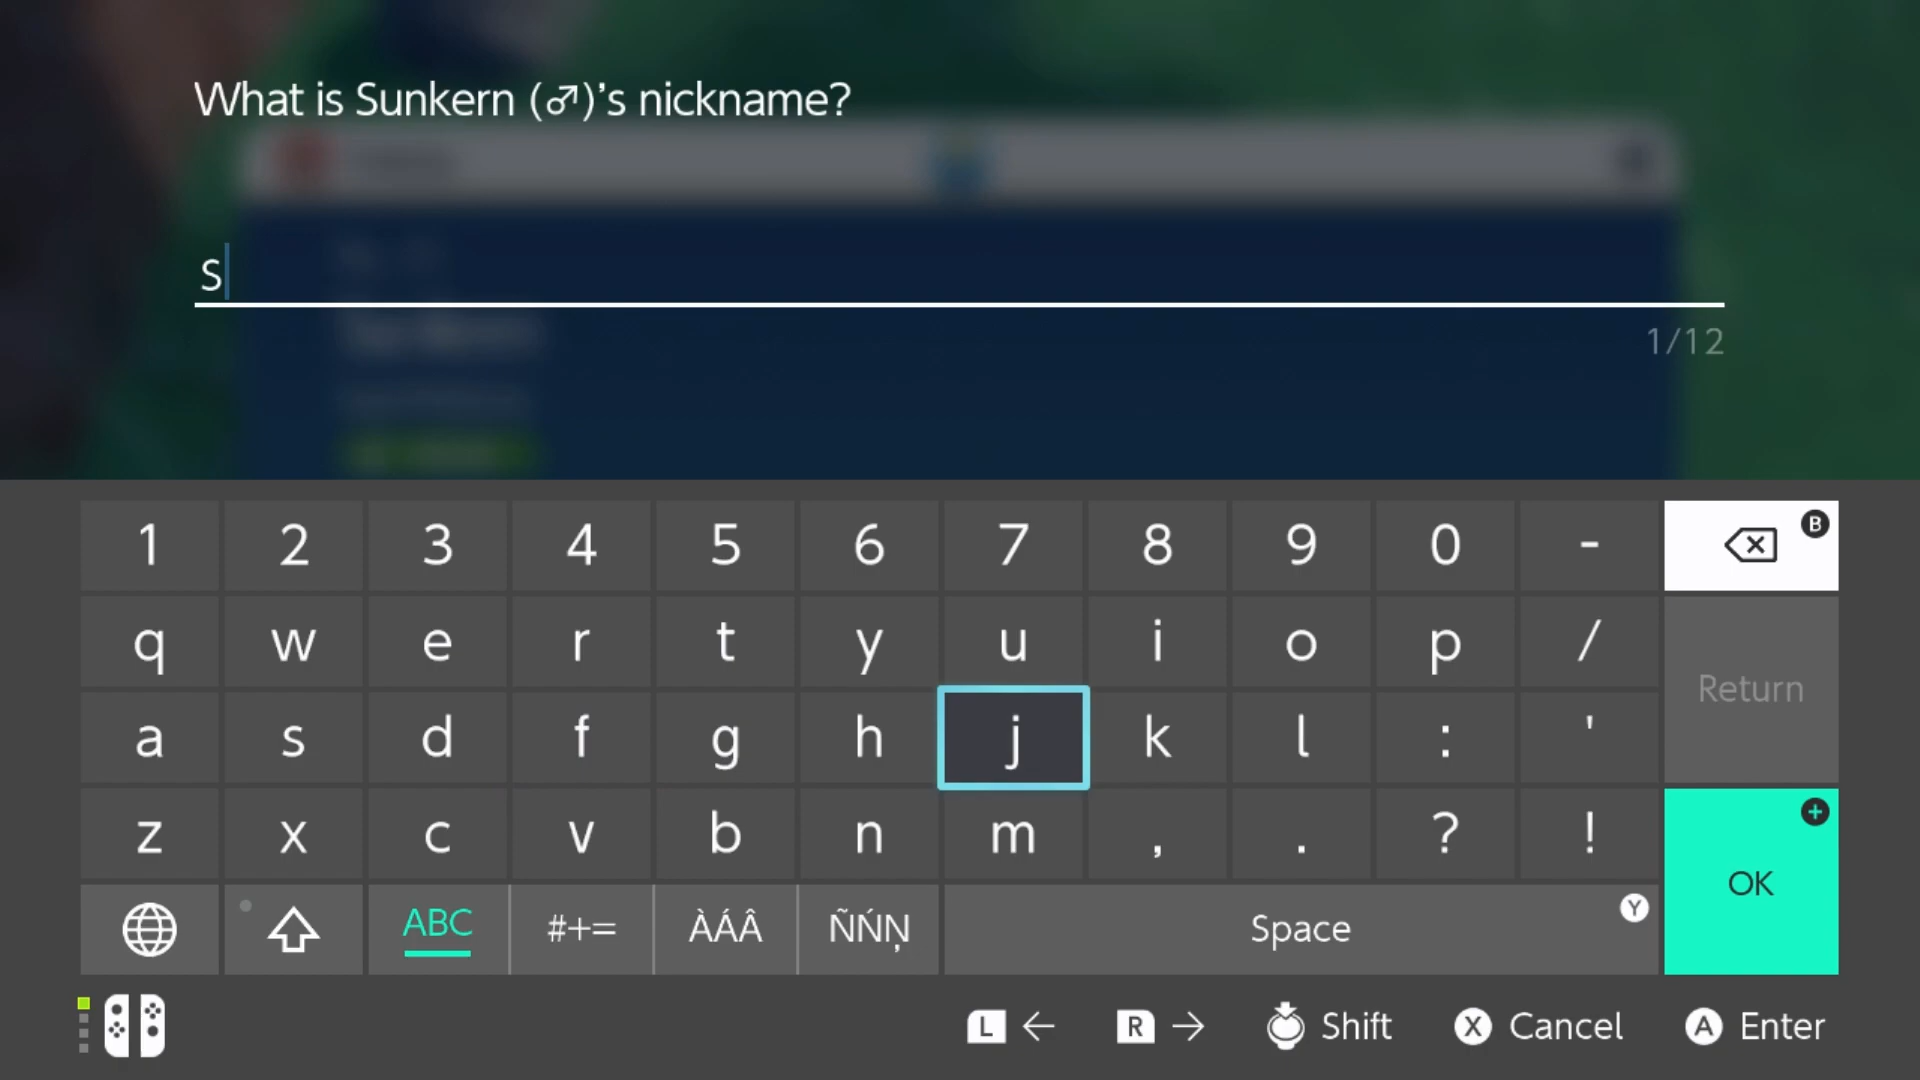 What is Sunkern (♂)'s nickname?
S
1/12
1 2 3 4 5 6 7 8 9 0 - B
q w e r t y u i o p /
Return
a s d f g h j k l : '
z x c v b n m , . ? ! +
OK
ABC #+= ÀÁÂ ÑŃŅ Space Y
L ← R → Shift X Cancel A Enter